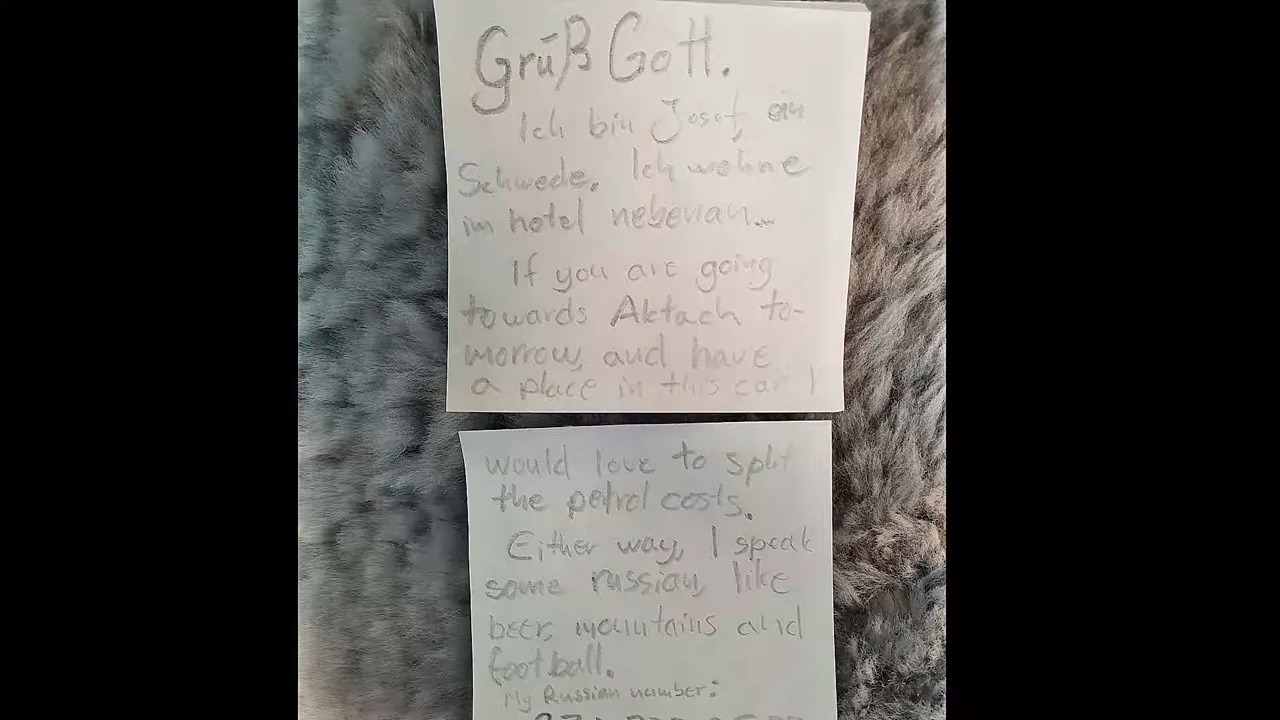 Grüß Gott.
Ich bin Josef, ein
Schwede. Ich wohne
im hotel nebenan...
If you are going
towards Aktach to-
morrow, and have
a place in this car I
would love to split
the petrol costs.
Either way, I speak
some russian, like
beer, mountains and
football.
My Russian number: